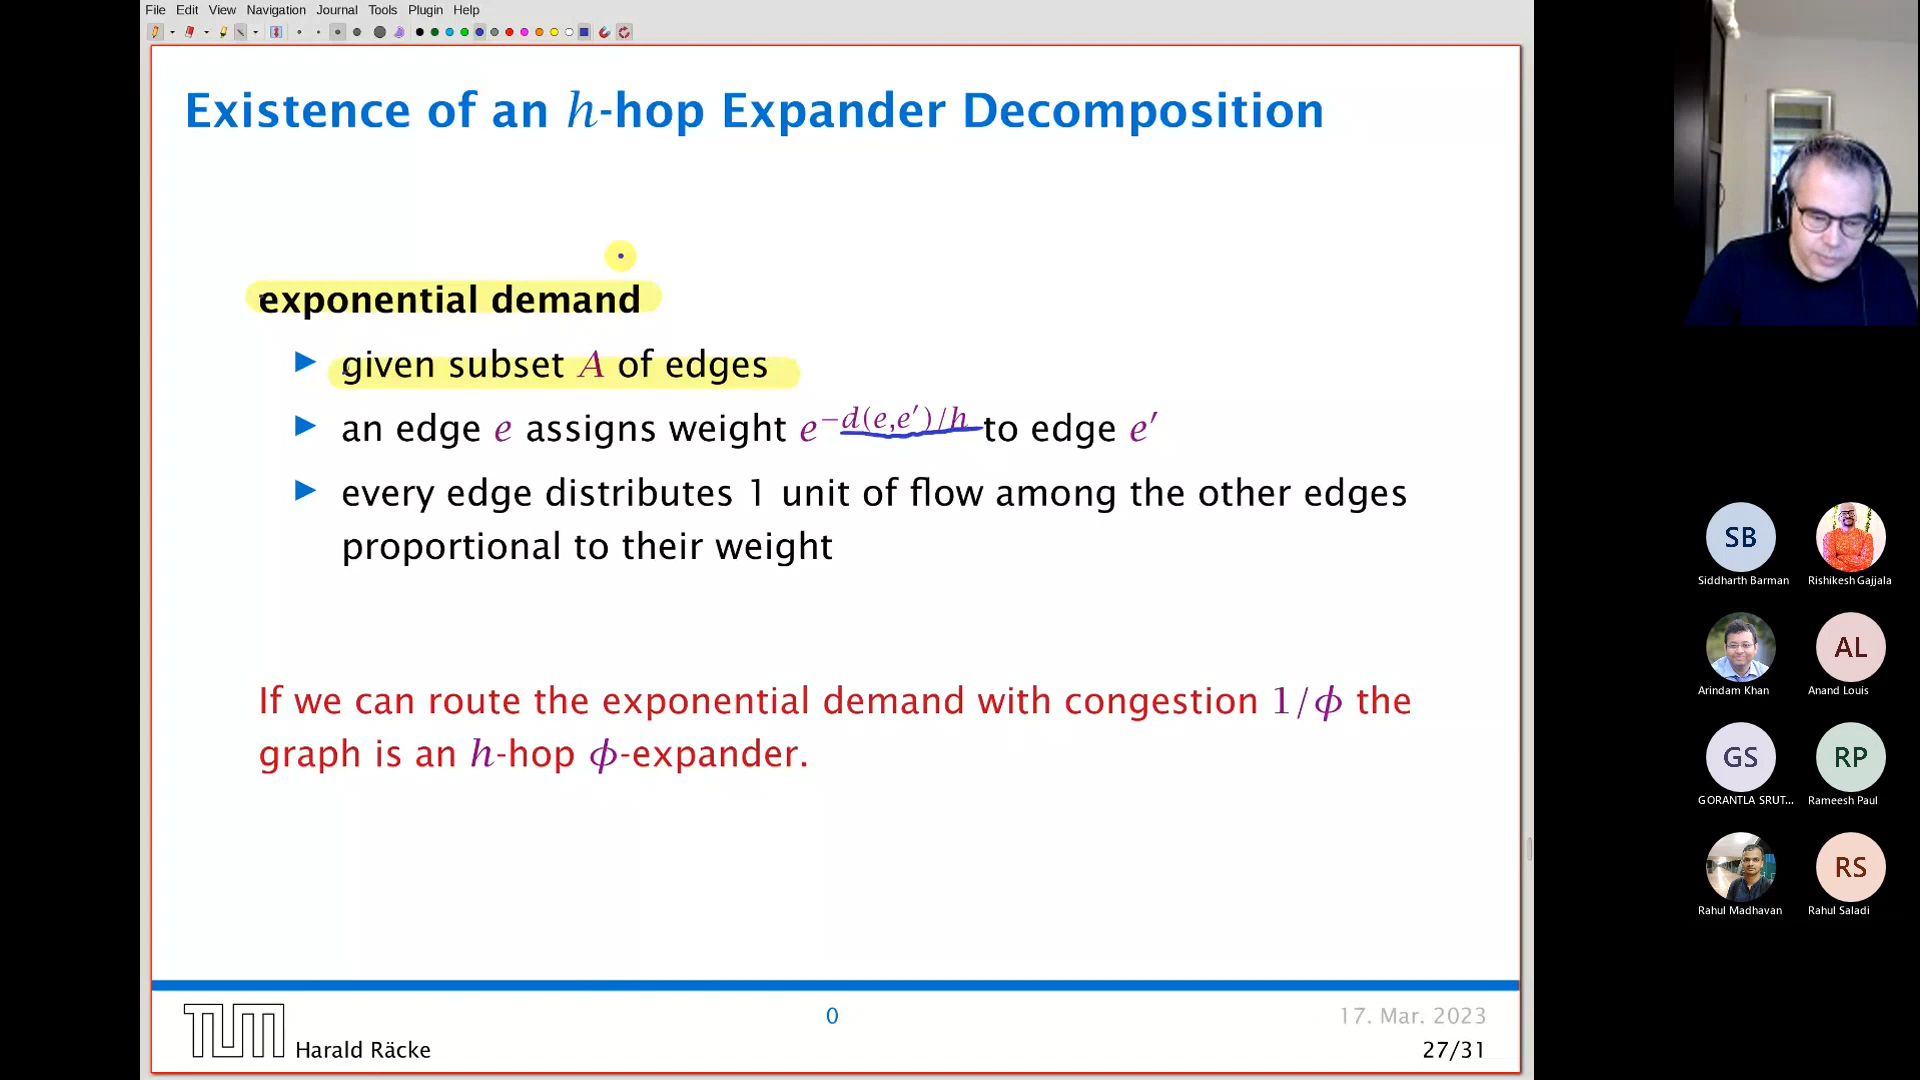 File Edit View Navigation Journal Tools Plugin Help
Existence of an h-hop Expander Decomposition
exponential demand
▶ given subset A of edges
▶ an edge e assigns weight e^{−d(e,e′)/h} to edge e′
▶ every edge distributes 1 unit of flow among the other edges
proportional to their weight
If we can route the exponential demand with congestion 1/ϕ the
graph is an h-hop ϕ-expander.
TUM
Harald Räcke
0
17. Mar. 2023
27/31
SB
Siddharth Barman
Rishikesh Gajjala
Arindam Khan
AL
Anand Louis
GS
GORANTLA SRUT...
RP
Rameesh Paul
Rahul Madhavan
RS
Rahul Saladi